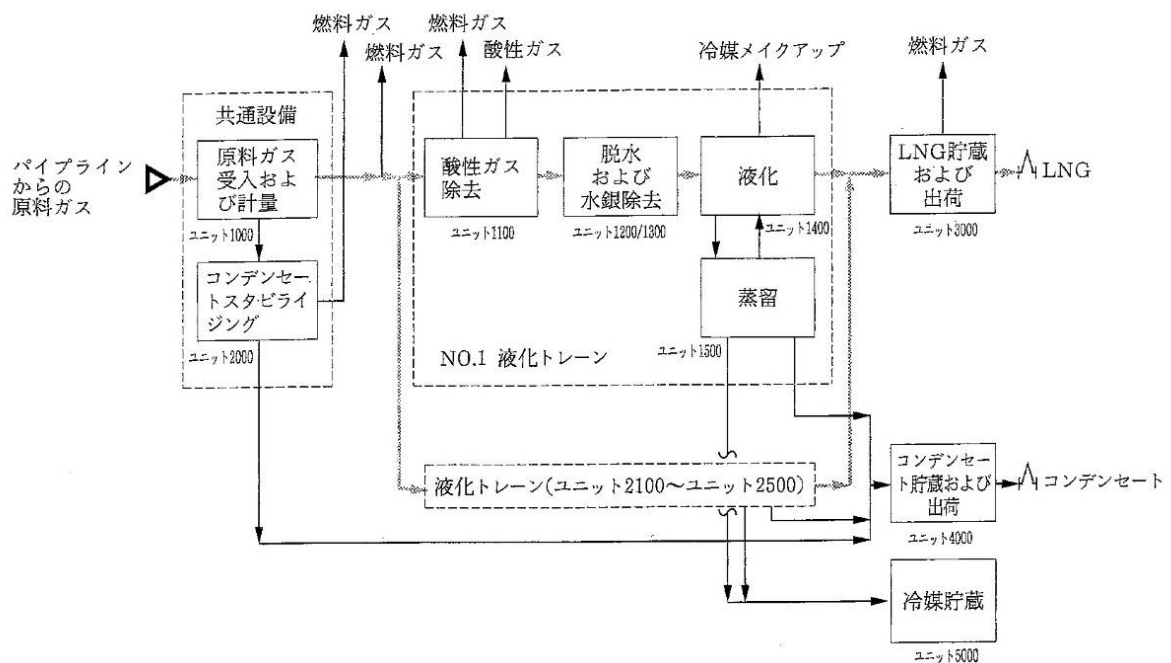 燃料ガス
燃料ガス
燃料ガス
酸性ガス
冷媒メイクアップ
燃料ガス
共通設備
パイプライン
からの
原料ガス
原料ガス
受入およ
び計量
ユニット1000
酸性ガス
除去
ユニット1100
脱水
および
水銀除去
ユニット1200/1300
液化
ユニット1400
LNG貯蔵
および
出荷
ユニット3000
LNG
コンデンセー
トスタビライ
ジング
ユニット2000
蒸留
ユニット1500
NO.1 液化トレーン
液化トレーン(ユニット2100〜ユニット2500)
コンデンセー
ト貯蔵および
出荷
ユニット4000
コンデンセート
冷媒貯蔵
ユニット5000